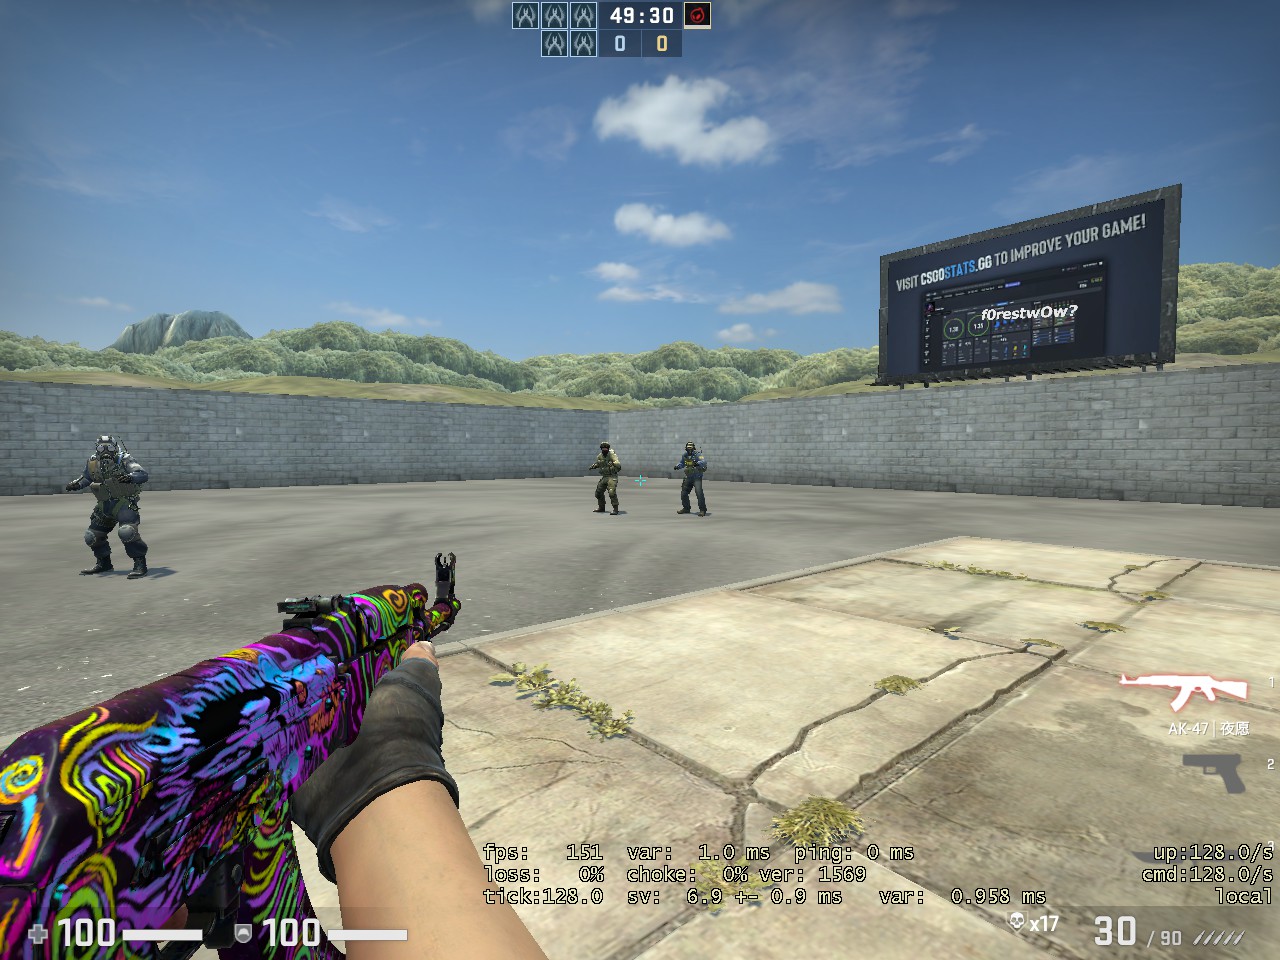 49:30
0 0
VISIT CSGOSTATS.GG TO IMPROVE YOUR GAME!
f0restwOw?
1
AK-47 | 夜愿
2
3
fps: 151 var: 1.0 ms ping: 0 ms up:128.0/s
loss: 0% choke: 0% ver: 1569 cmd:128.0/s
tick:128.0 sv: 6.9 +- 0.9 ms var: 0.958 ms local
100 100 x17 30 / 90